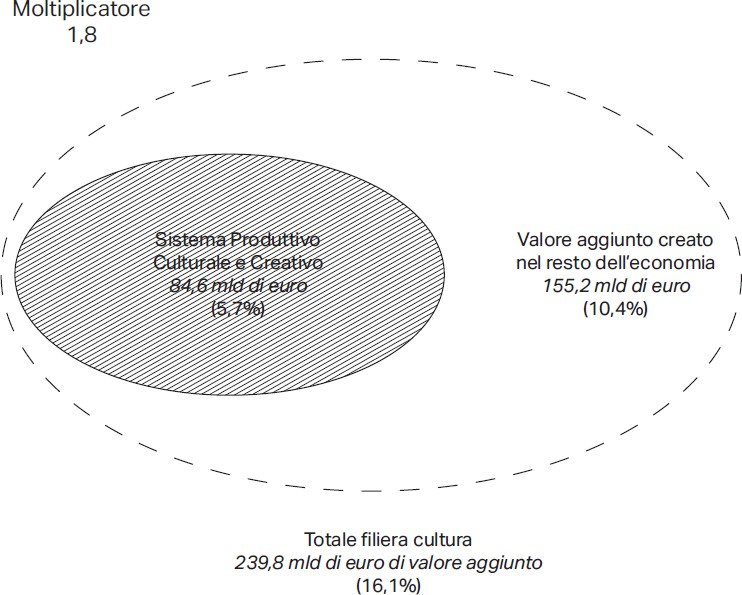 Moltiplicatore
1,8
Sistema Produttivo
Culturale e Creativo
84,6 mld di euro
(5,7%)
Valore aggiunto creato
nel resto dell'economia
155,2 mld di euro
(10,4%)
Totale filiera cultura
239,8 mld di euro di valore aggiunto
(16,1%)